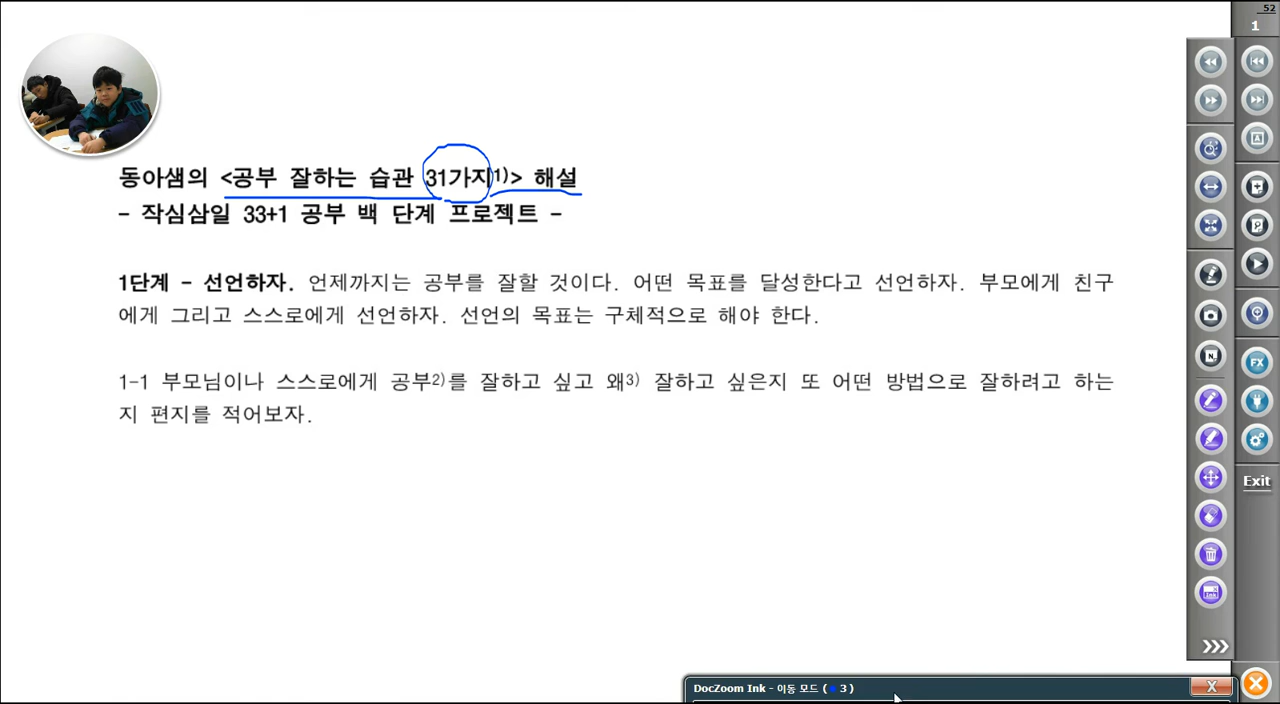 52
1
동아샘의 <공부 잘하는 습관 31가지1)> 해설
- 작심삼일 33+1 공부 백 단계 프로젝트 -
1단계 - 선언하자. 언제까지는 공부를 잘할 것이다. 어떤 목표를 달성한다고 선언하자. 부모에게 친구
에게 그리고 스스로에게 선언하자. 선언의 목표는 구체적으로 해야 한다.
1-1 부모님이나 스스로에게 공부2)를 잘하고 싶고 왜3) 잘하고 싶은지 또 어떤 방법으로 잘하려고 하는
지 편지를 적어보자.
A
N
FX
Exit
Ink
DocZoom Ink - 이동 모드 ( 3 )
X